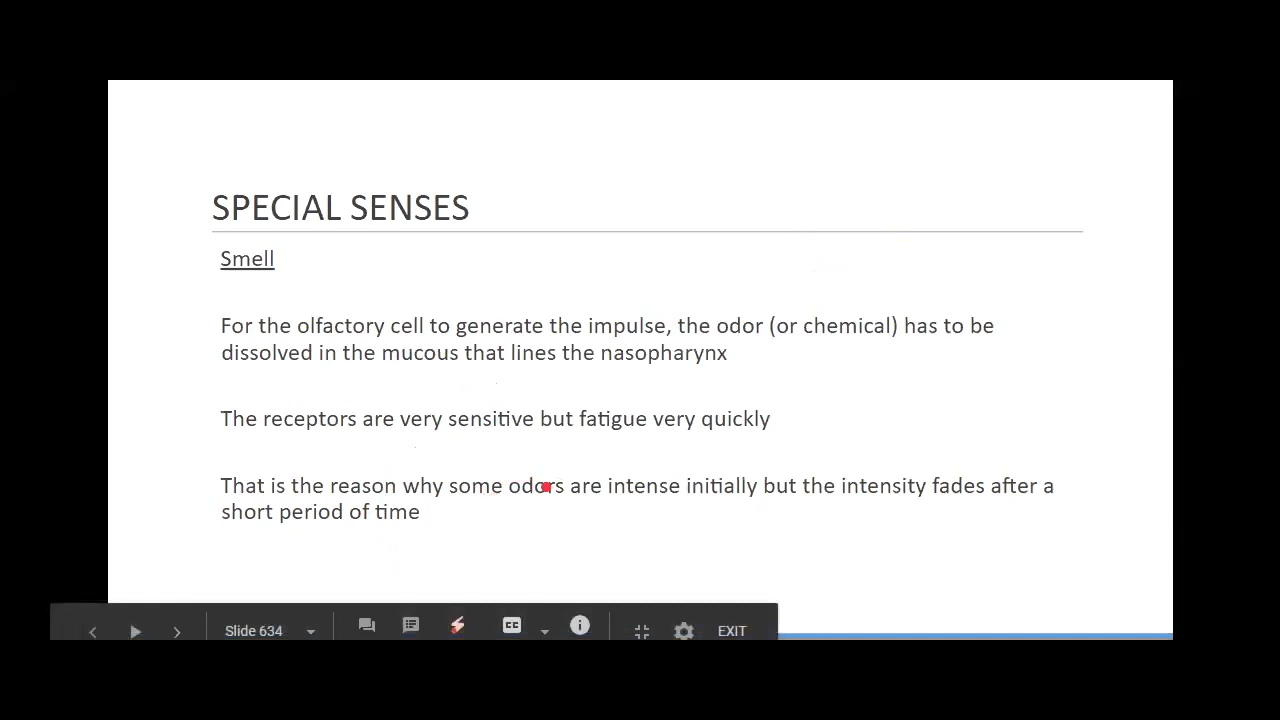 SPECIAL SENSES
Smell
For the olfactory cell to generate the impulse, the odor (or chemical) has to be
dissolved in the mucous that lines the nasopharynx
The receptors are very sensitive but fatigue very quickly
That is the reason why some odors are intense initially but the intensity fades after a
short period of time
Slide 634
CC
EXIT